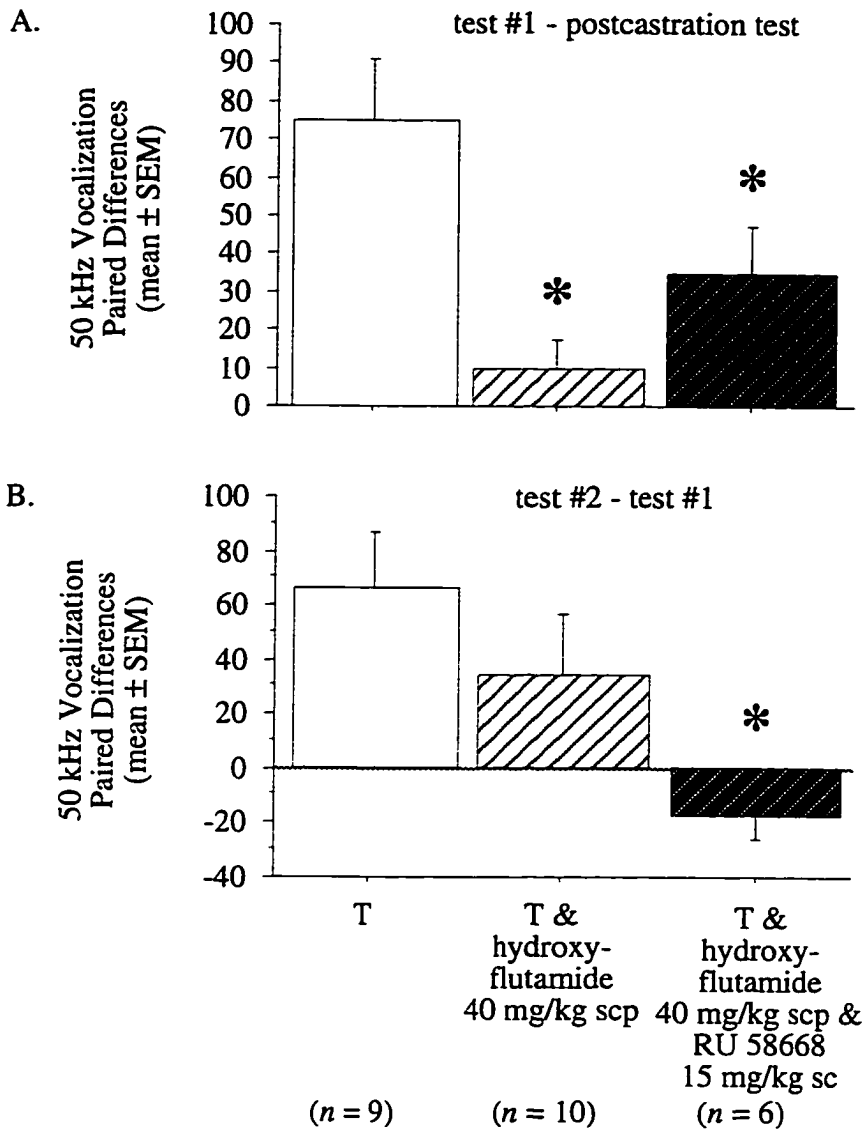 A.
test #1 - postcastration test
50 kHz Vocalization
Paired Differences
(mean ± SEM)
100
90
80
70
60
50
40
30
20
10
0
*
*
B.
test #2 - test #1
50 kHz Vocalization
Paired Differences
(mean ± SEM)
100
80
60
40
20
0
-20
-40
*
T
T &
hydroxy-
flutamide
40 mg/kg scp
T &
hydroxy-
flutamide
40 mg/kg scp &
RU 58668
15 mg/kg sc
(n = 9)
(n = 10)
(n = 6)